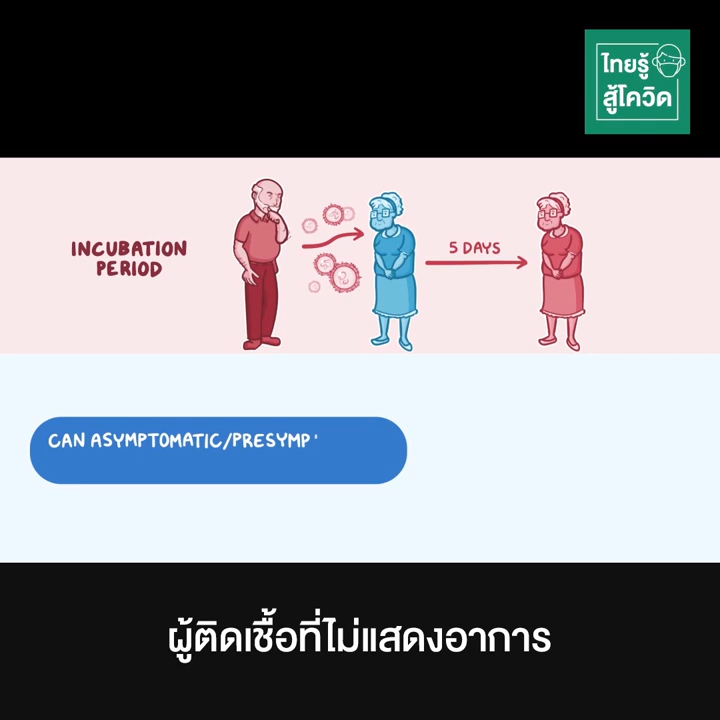 ไทยรู้
สู้โควิด
INCUBATION
PERIOD
5 DAYS
CAN ASYMPTOMATIC/PRESYMP
ผู้ติดเชื้อที่ไม่แสดงอาการ